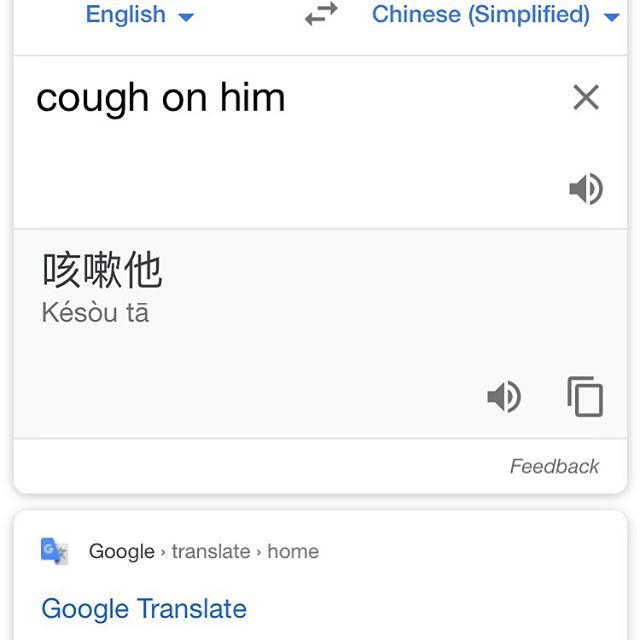 English Chinese (Simplified)
cough on him
咳嗽他
Késòu tā
Feedback
Google › translate › home
Google Translate